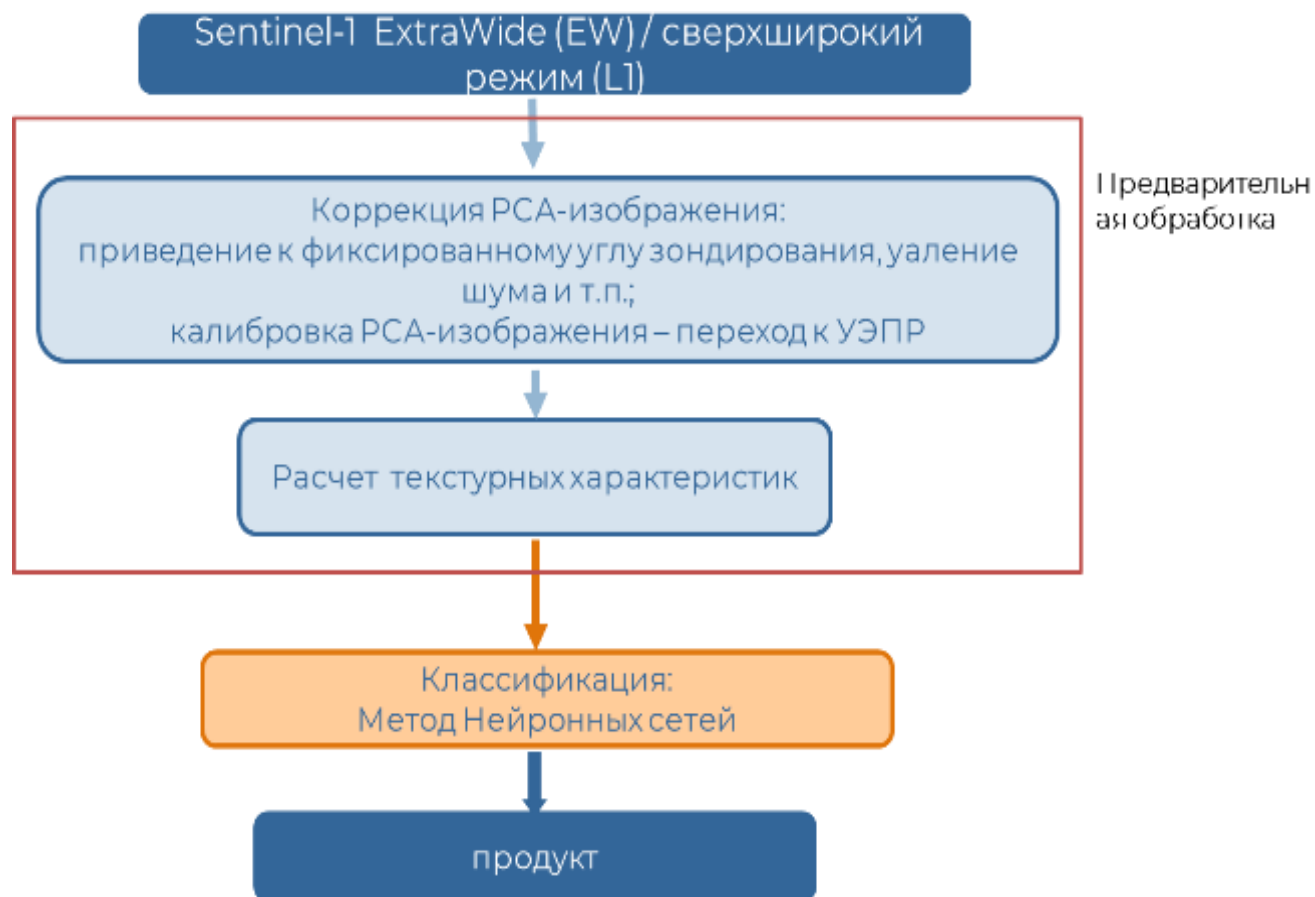 Sentinel-1 ExtraWide (EW) / сверхширокий
режим (L1)
Предварительн
ая обработка
Коррекция РСА-изображения:
приведение к фиксированному углу зондирования, уаление
шума и т.п.;
калибровка РСА-изображения – переход к УЭПР
Расчет текстурных характеристик
Классификация:
Метод Нейронных сетей
продукт